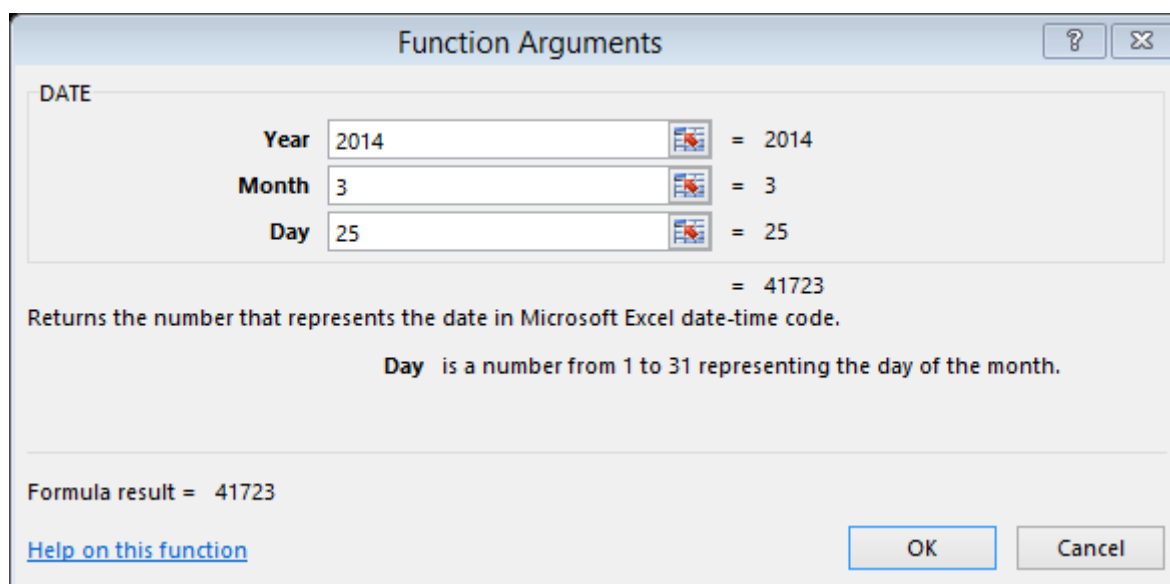 Function Arguments
?
DATE
Year 2014 = 2014
Month 3 = 3
Day 25 = 25
= 41723
Returns the number that represents the date in Microsoft Excel date-time code.
Day is a number from 1 to 31 representing the day of the month.
Formula result = 41723
Help on this function
OK Cancel